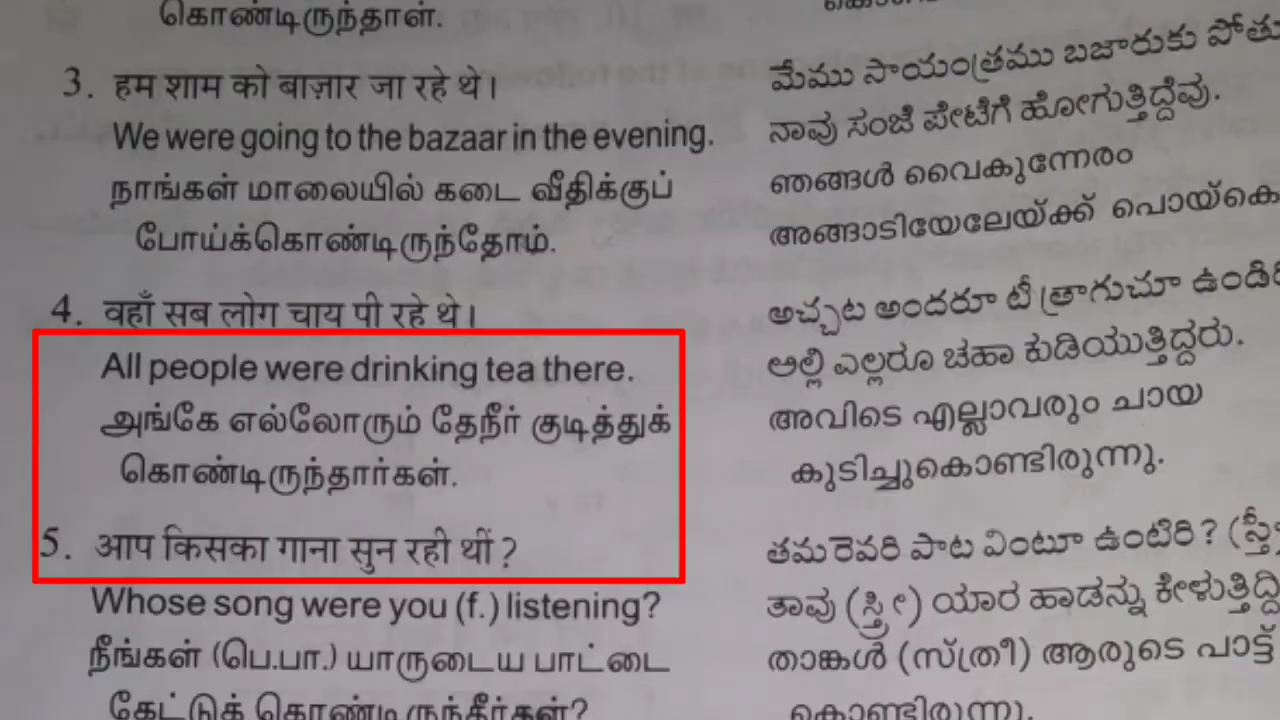 கொண்டிருந்தாள்.
3. हम शाम को बाज़ार जा रहे थे।
We were going to the bazaar in the evening.
நாங்கள் மாலையில் கடை வீதிக்குப்
போய்க்கொண்டிருந்தோம்.
4. वहाँ सब लोग चाय पी रहे थे।
All people were drinking tea there.
அங்கே எல்லோரும் தேநீர் குடித்துக்
கொண்டிருந்தார்கள்.
5. आप किसका गाना सुन रही थीं ?
Whose song were you (f.) listening?
நீங்கள் (பெ.பா.) யாருடைய பாட்டை
கேட்டுக் கொண்டிருந்தீர்கள்?
మేము సాయంత్రము బజారుకు పోతు
ನಾವು ಸಂಜೆ ಪೇಟೆಗೆ ಹೋಗುತ್ತಿದ್ದೆವು.
ഞങ്ങൾ വൈകുന്നേരം
അങ്ങാടിയേലേയ്ക്ക് പൊയ്കൊ
అచ్చట అందరూ టీ త్రాగుచూ ఉండిరి
ಅಲ್ಲಿ ಎಲ್ಲರೂ ಚಹಾ ಕುಡಿಯುತ್ತಿದ್ದರು.
അവിടെ എല്ലാവരും ചായ
കുടിച്ചുകൊണ്ടിരുന്നു.
తమరెవరి పాట వింటూ ఉంటిరి? (స్త్రీ
ತಾವು (ಸ್ತ್ರೀ) ಯಾರ ಹಾಡನ್ನು ಕೇಳುತ್ತಿದ್ದಿ
താങ്കൾ (സ്ത്രീ) ആരുടെ പാട്ട്
കൊണ്ടിരുന്നു.